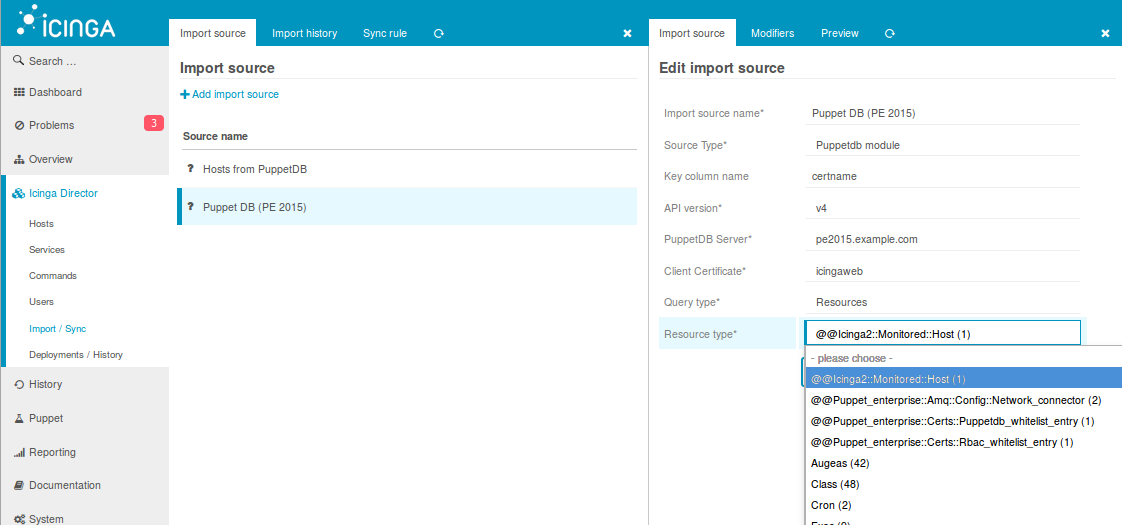 ICINGA
Search ...
Dashboard
Problems 3
Overview
Icinga Director
Hosts
Services
Commands
Users
Import / Sync
Deployments / History
History
Puppet
Reporting
Documentation
System
Import source Import history Sync rule
Import source
Add import source
Source name
? Hosts from PuppetDB
? Puppet DB (PE 2015)
Import source Modifiers Preview
Edit import source
Import source name* Puppet DB (PE 2015)
Source Type* Puppetdb module
Key column name certname
API version* v4
PuppetDB Server* pe2015.example.com
Client Certificate* icingaweb
Query type* Resources
Resource type* @@Icinga2::Monitored::Host (1)
- please choose -
@@Icinga2::Monitored::Host (1)
@@Puppet_enterprise::Amq::Config::Network_connector (2)
@@Puppet_enterprise::Certs::Puppetdb_whitelist_entry (1)
@@Puppet_enterprise::Certs::Rbac_whitelist_entry (1)
Augeas (42)
Class (48)
Cron (2)